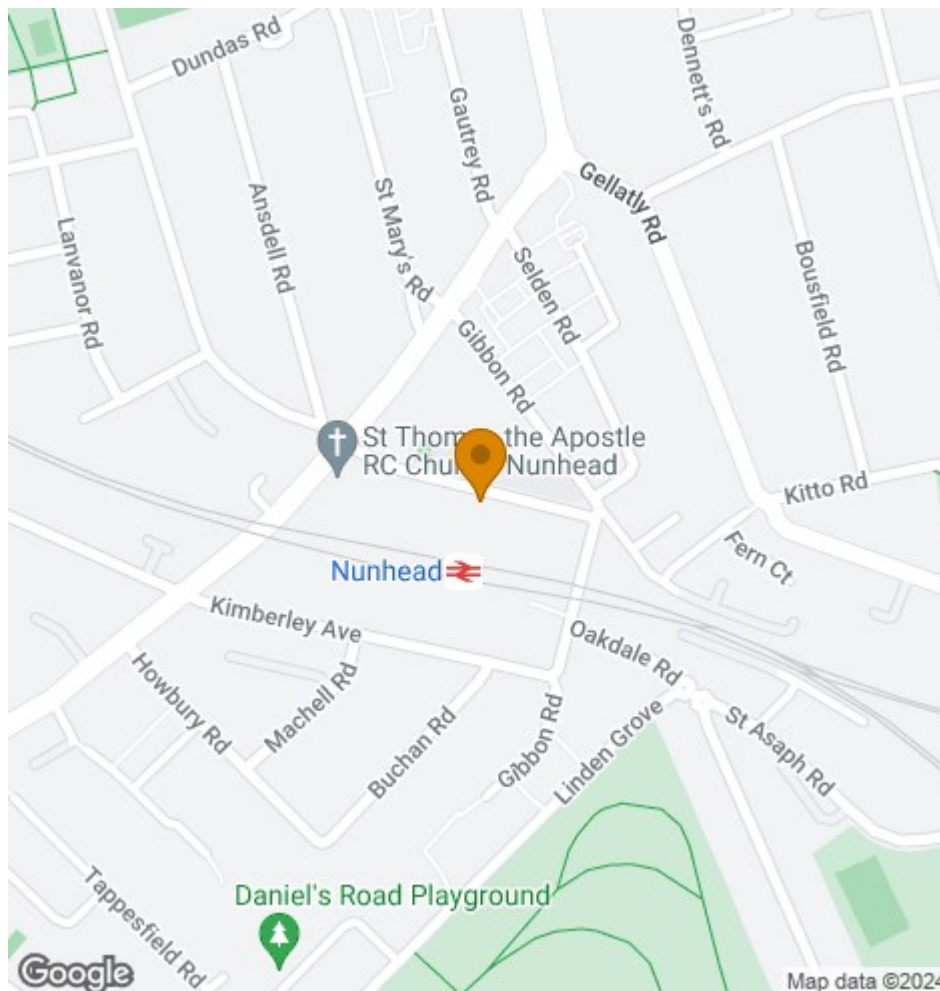 Dundas Rd
Dennett's Rd
Gautrey Rd
Gellatly Rd
Ansdell Rd
St Mary's Rd
Lanvanor Rd
Selden Rd
Bousfield Rd
Gibbon Rd
St Thom the Apostle
RC Chu Nunhead
Kitto Rd
Fern Ct
Nunhead
Kimberley Ave
Oakdale Rd
Howbury Rd
Machell Rd
Buchan Rd
Gibbon Rd
Linden Grove
St Asaph Rd
Daniel's Road Playground
Tappesfield Rd
Google
Map data ©2024